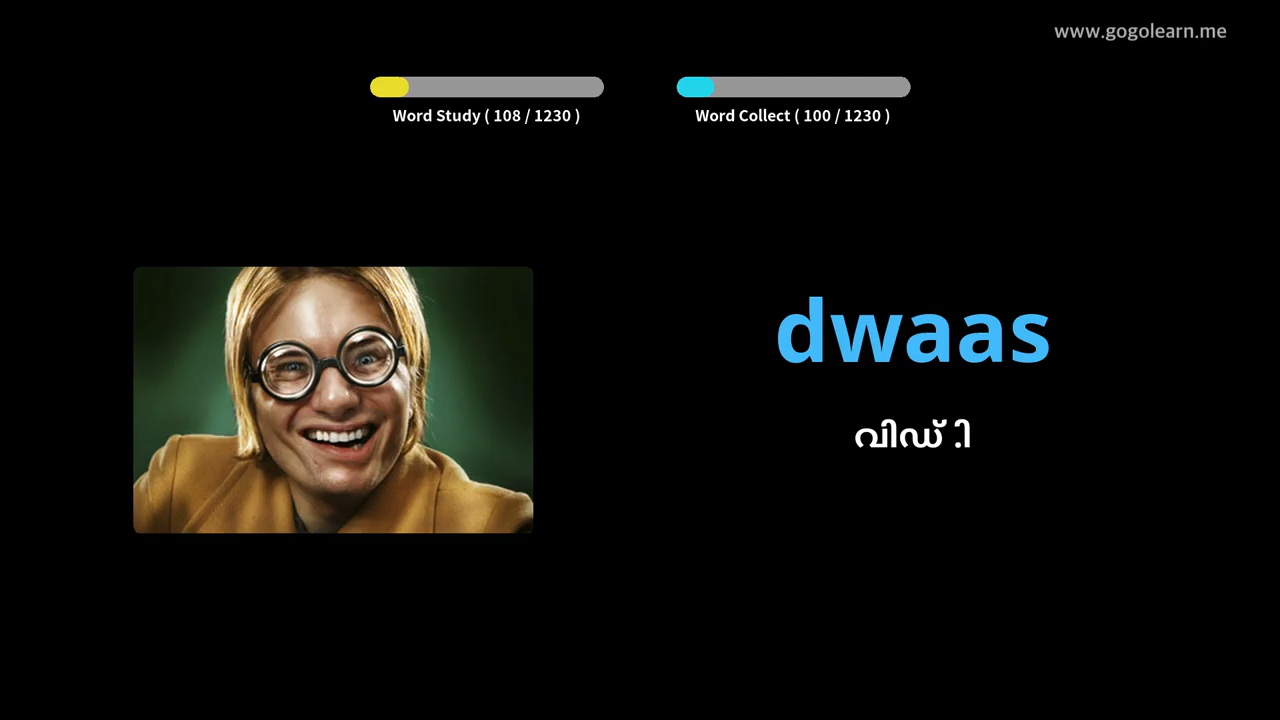 www.gogolearn.me
Word Study ( 108 / 1230 )
Word Collect ( 100 / 1230 )
dwaas
വിഡ് .ി